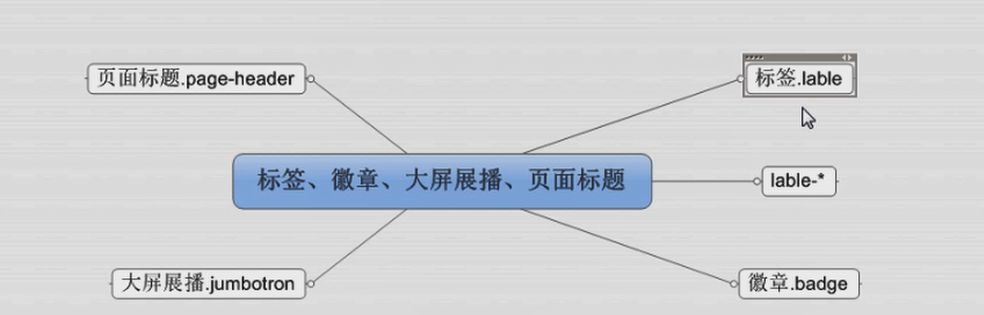 页面标题.page-header
标签.lable
标签、徽章、大屏展播、页面标题
lable-*
大屏展播.jumbotron
徽章.badge